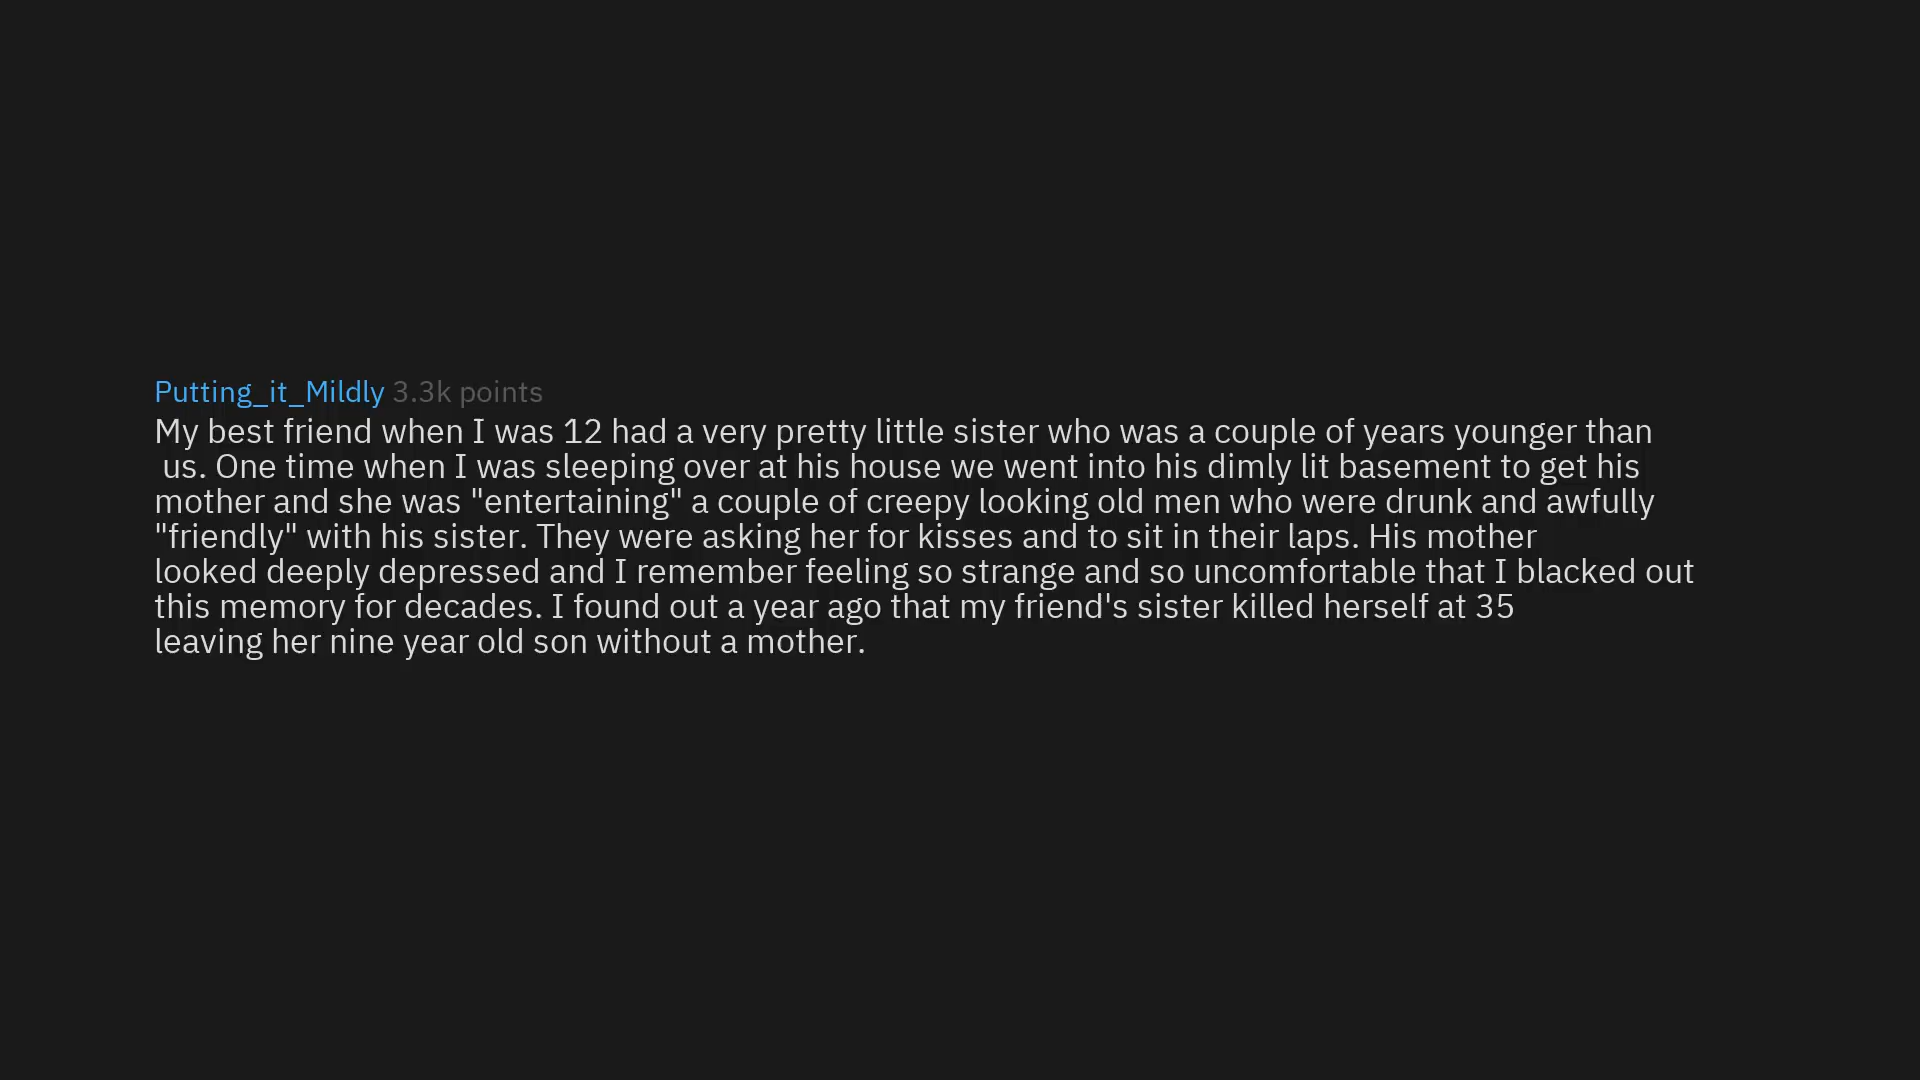 Putting_it_Mildly 3.3k points
My best friend when I was 12 had a very pretty little sister who was a couple of years younger than
us. One time when I was sleeping over at his house we went into his dimly lit basement to get his
mother and she was "entertaining" a couple of creepy looking old men who were drunk and awfully
"friendly" with his sister. They were asking her for kisses and to sit in their laps. His mother
looked deeply depressed and I remember feeling so strange and so uncomfortable that I blacked out
this memory for decades. I found out a year ago that my friend's sister killed herself at 35
leaving her nine year old son without a mother.